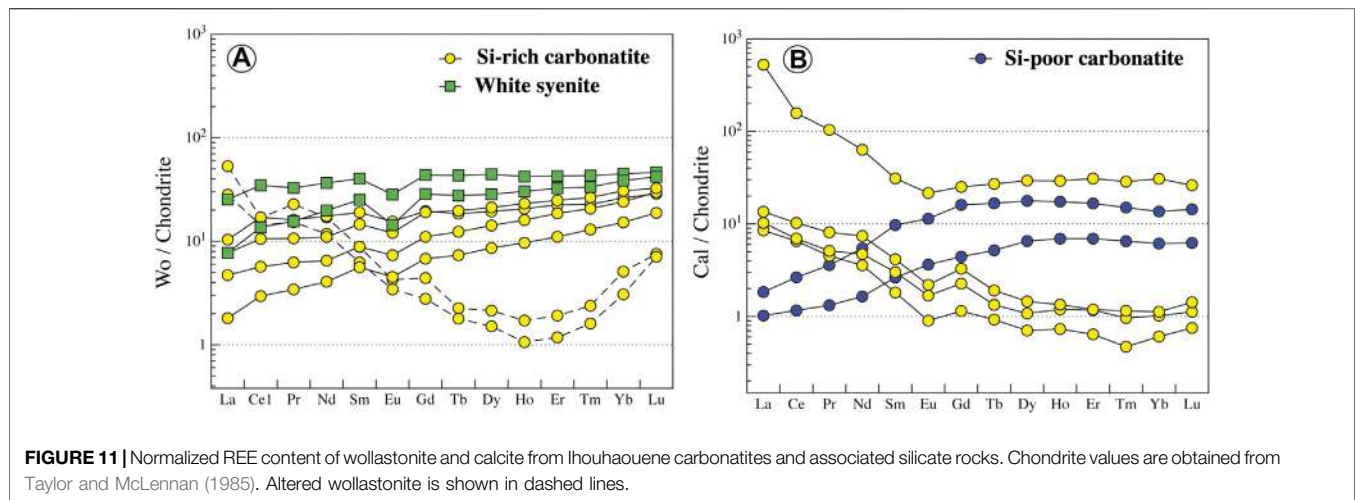 10³
10²
10¹
1
Wo / Chondrite
A
Si-rich carbonatite
White syenite
La Ce1 Pr Nd Sm Eu Gd Tb Dy Ho Er Tm Yb Lu
10³
10²
10¹
1
Cal / Chondrite
B
Si-poor carbonatite
La Ce Pr Nd Sm Eu Gd Tb Dy Ho Er Tm Yb Lu
FIGURE 11 | Normalized REE content of wollastonite and calcite from Ihouhaouene carbonatites and associated silicate rocks. Chondrite values are obtained from
Taylor and McLennan (1985). Altered wollastonite is shown in dashed lines.